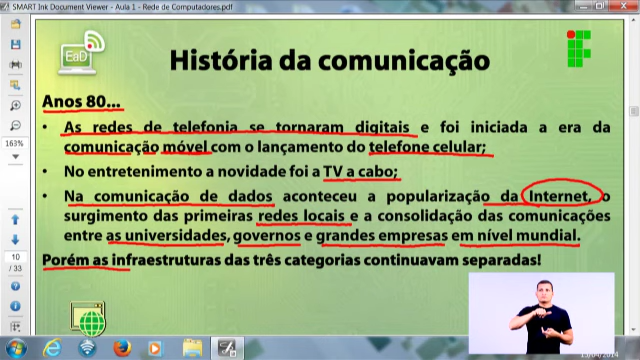 SMART Ink Document Viewer - Aula 1 - Rede de Computadores.pdf
EaD
História da comunicação
Anos 80...
• As redes de telefonia se tornaram digitais e foi iniciada a era da
comunicação móvel com o lançamento do telefone celular;
• No entretenimento a novidade foi a TV a cabo;
• Na comunicação de dados aconteceu a popularização da Internet, o
surgimento das primeiras redes locais e a consolidação das comunicações
entre as universidades, governos e grandes empresas em nível mundial.
Porém as infraestruturas das três categorias continuavam separadas!
163%
10
/ 33